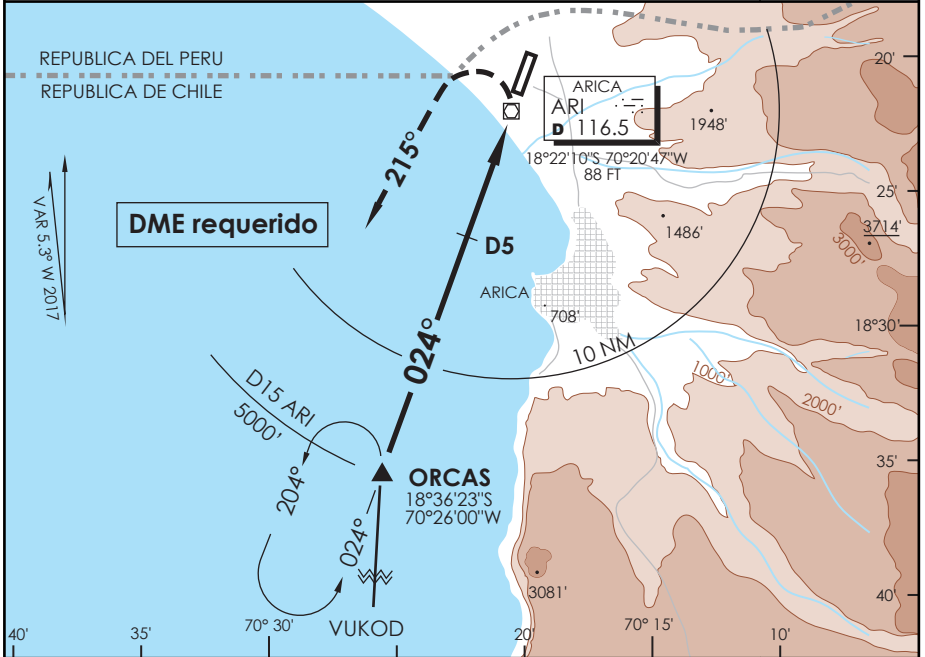 REPUBLICA DEL PERU
REPUBLICA DE CHILE
20'
ARICA
ARI
D 116.5
18°22'10"S 70°20'47"W
88 FT
1948'
215°
VAR 5.3° W 2017
DME requerido
25'
1486'
3714'
3000'
D5
ARICA
708'
18°30'
10 NM
024°
1000'
2000'
D15 ARI
5000'
ORCAS
18°36'23"S
70°26'00"W
35'
204°
024°
3081'
40'
VUKOD
40'
35'
70° 30'
20'
70° 15'
10'